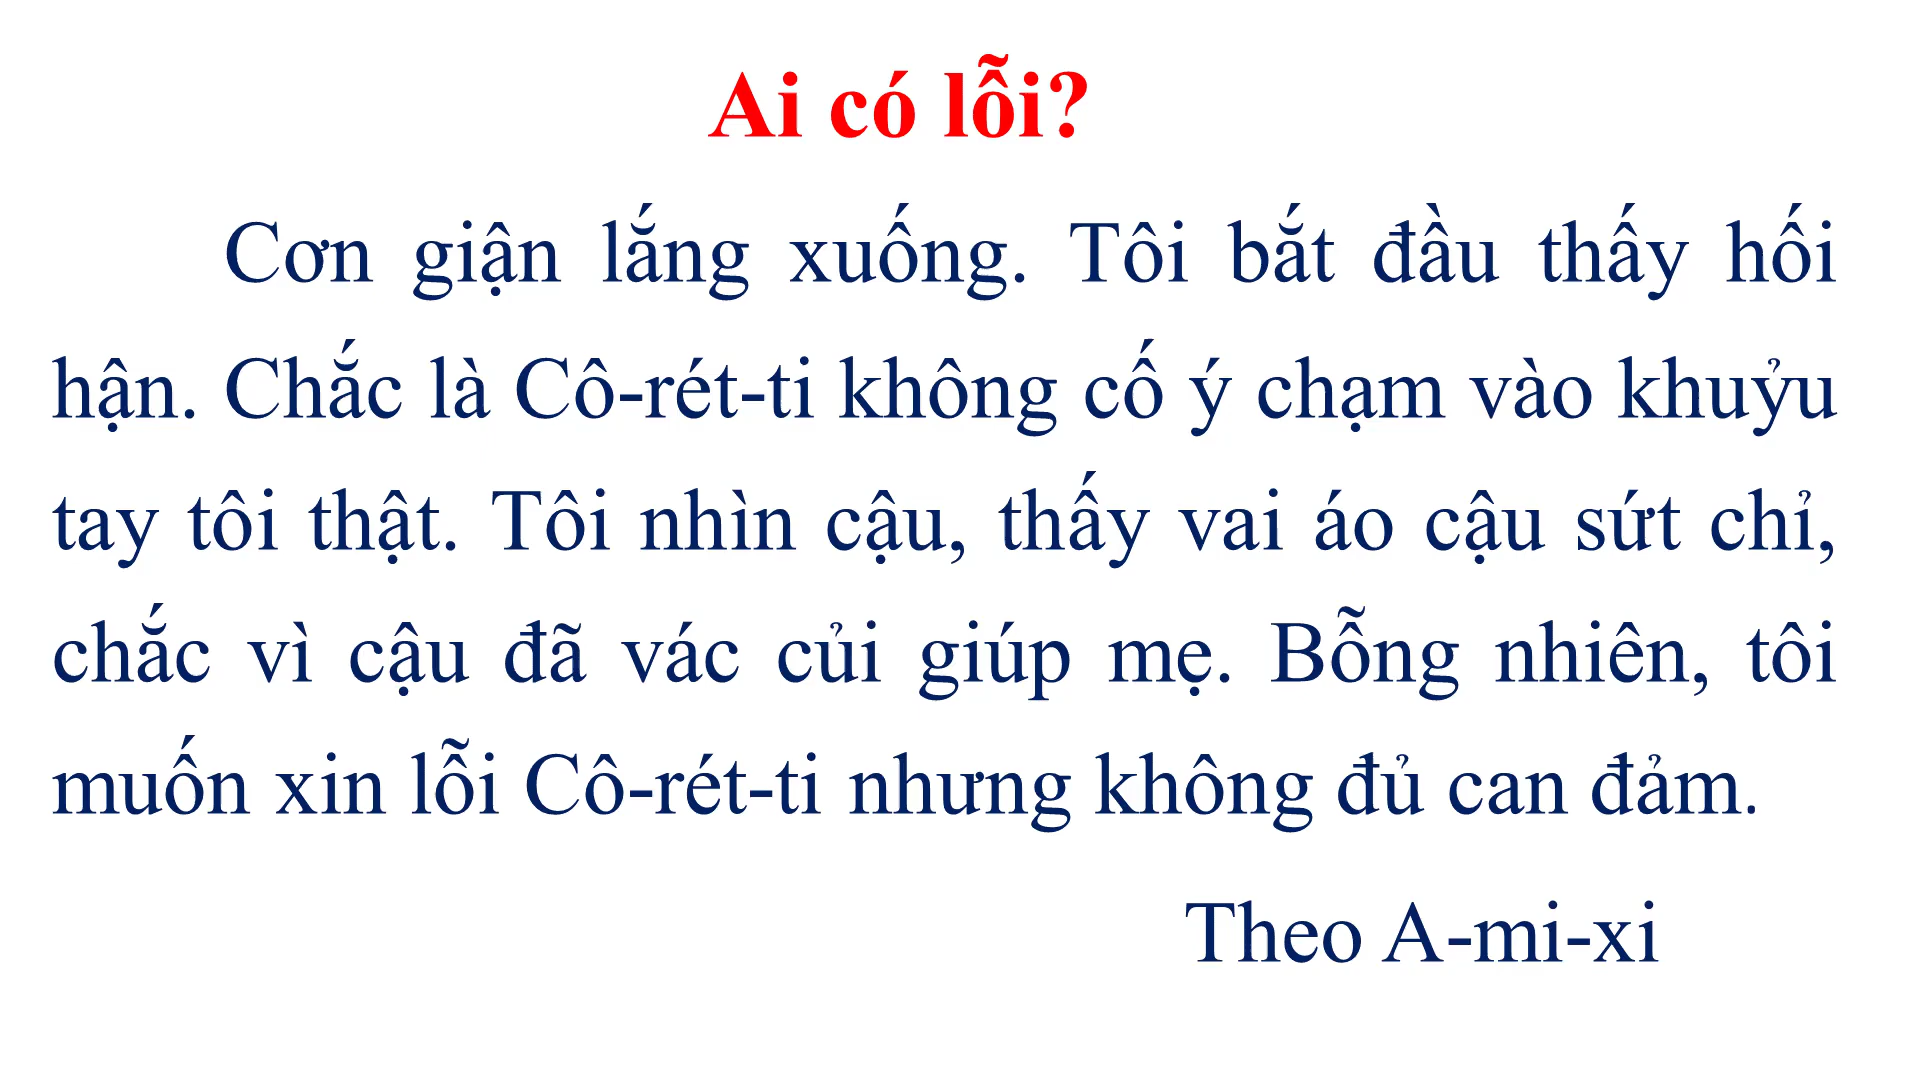 Ai có lỗi?
Cơn giận lắng xuống. Tôi bắt đầu thấy hối
hận. Chắc là Cô-rét-ti không cố ý chạm vào khuỷu
tay tôi thật. Tôi nhìn cậu, thấy vai áo cậu sứt chỉ,
chắc vì cậu đã vác củi giúp mẹ. Bỗng nhiên, tôi
muốn xin lỗi Cô-rét-ti nhưng không đủ can đảm.
Theo A-mi-xi